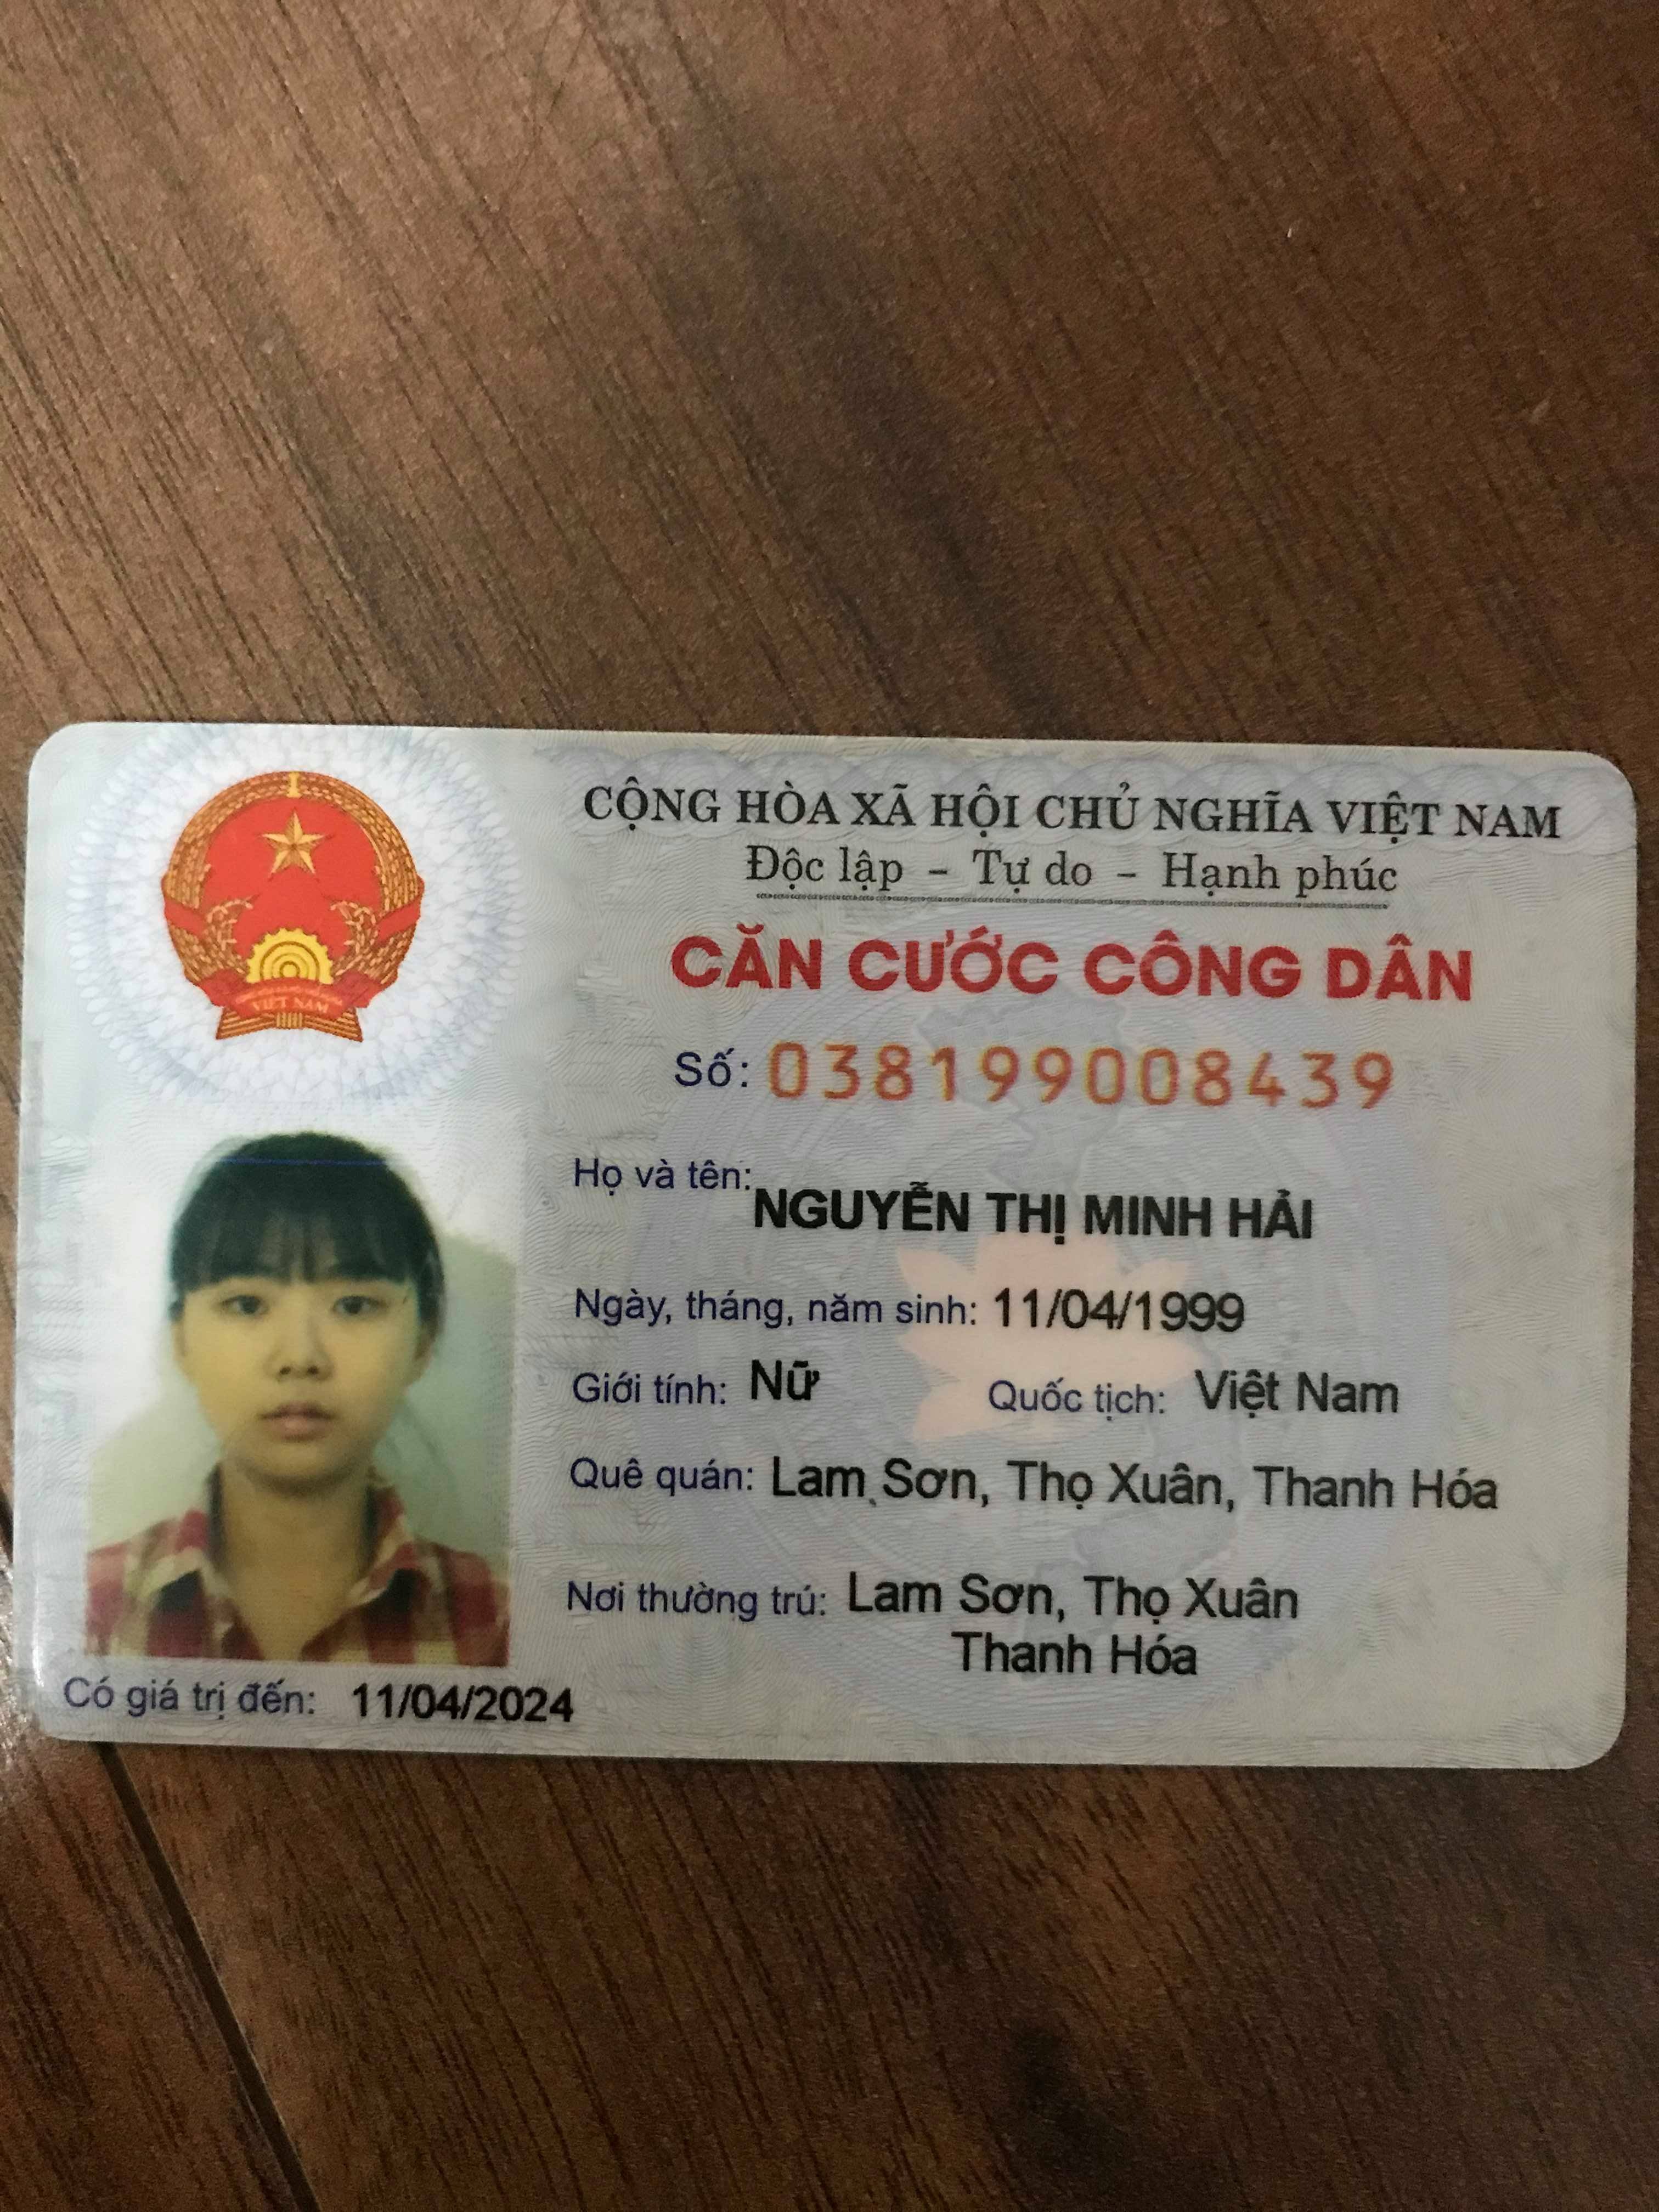 CỘNG HÒA XÃ HỘI CHỦ NGHĨA VIỆT NAM
Độc lập - Tự do - Hạnh phúc
CĂN CƯỚC CÔNG DÂN
Số: 038199008439
Họ và tên: NGUYỄN THỊ MINH HẢI
Ngày, tháng, năm sinh: 11/04/1999
Giới tính: Nữ Quốc tịch: Việt Nam
Quê quán: Lam Sơn, Thọ Xuân, Thanh Hóa
Nơi thường trú: Lam Sơn, Thọ Xuân
Thanh Hóa
Có giá trị đến: 11/04/2024
VIỆT NAM